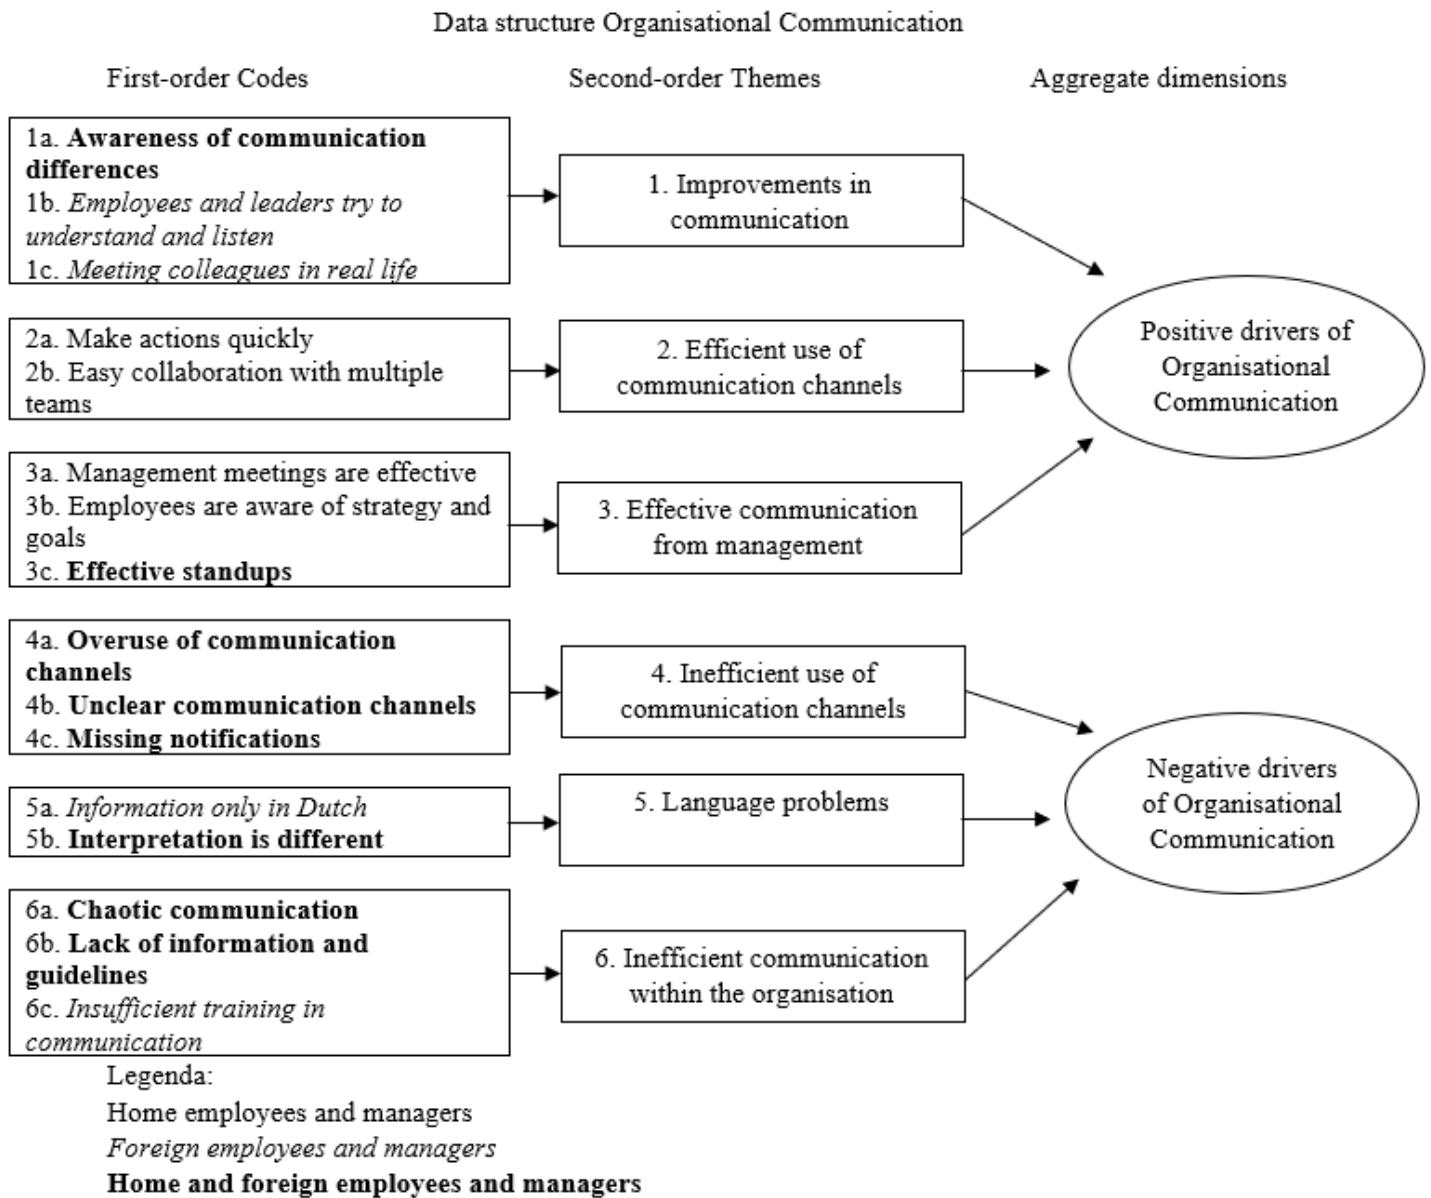 Data structure Organisational Communication
First-order Codes
Second-order Themes
Aggregate dimensions
1a. Awareness of communication
differences
1b. Employees and leaders try to
understand and listen
1c. Meeting colleagues in real life
1. Improvements in
communication
2a. Make actions quickly
2b. Easy collaboration with multiple
teams
2. Efficient use of
communication channels
3a. Management meetings are effective
3b. Employees are aware of strategy and
goals
3c. Effective standups
3. Effective communication
from management
Positive drivers of
Organisational
Communication
4a. Overuse of communication
channels
4b. Unclear communication channels
4c. Missing notifications
4. Inefficient use of
communication channels
5a. Information only in Dutch
5b. Interpretation is different
5. Language problems
6a. Chaotic communication
6b. Lack of information and
guidelines
6c. Insufficient training in
communication
6. Inefficient communication
within the organisation
Negative drivers
of Organisational
Communication
Legenda:
Home employees and managers
Foreign employees and managers
Home and foreign employees and managers